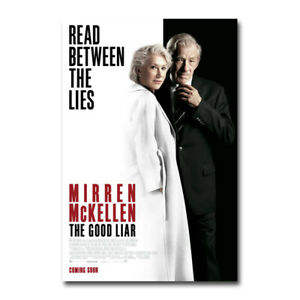 READ
BETWEEN
THE
LIES
MIRREN
McKELLEN
THE GOOD LIAR
COMING SOON